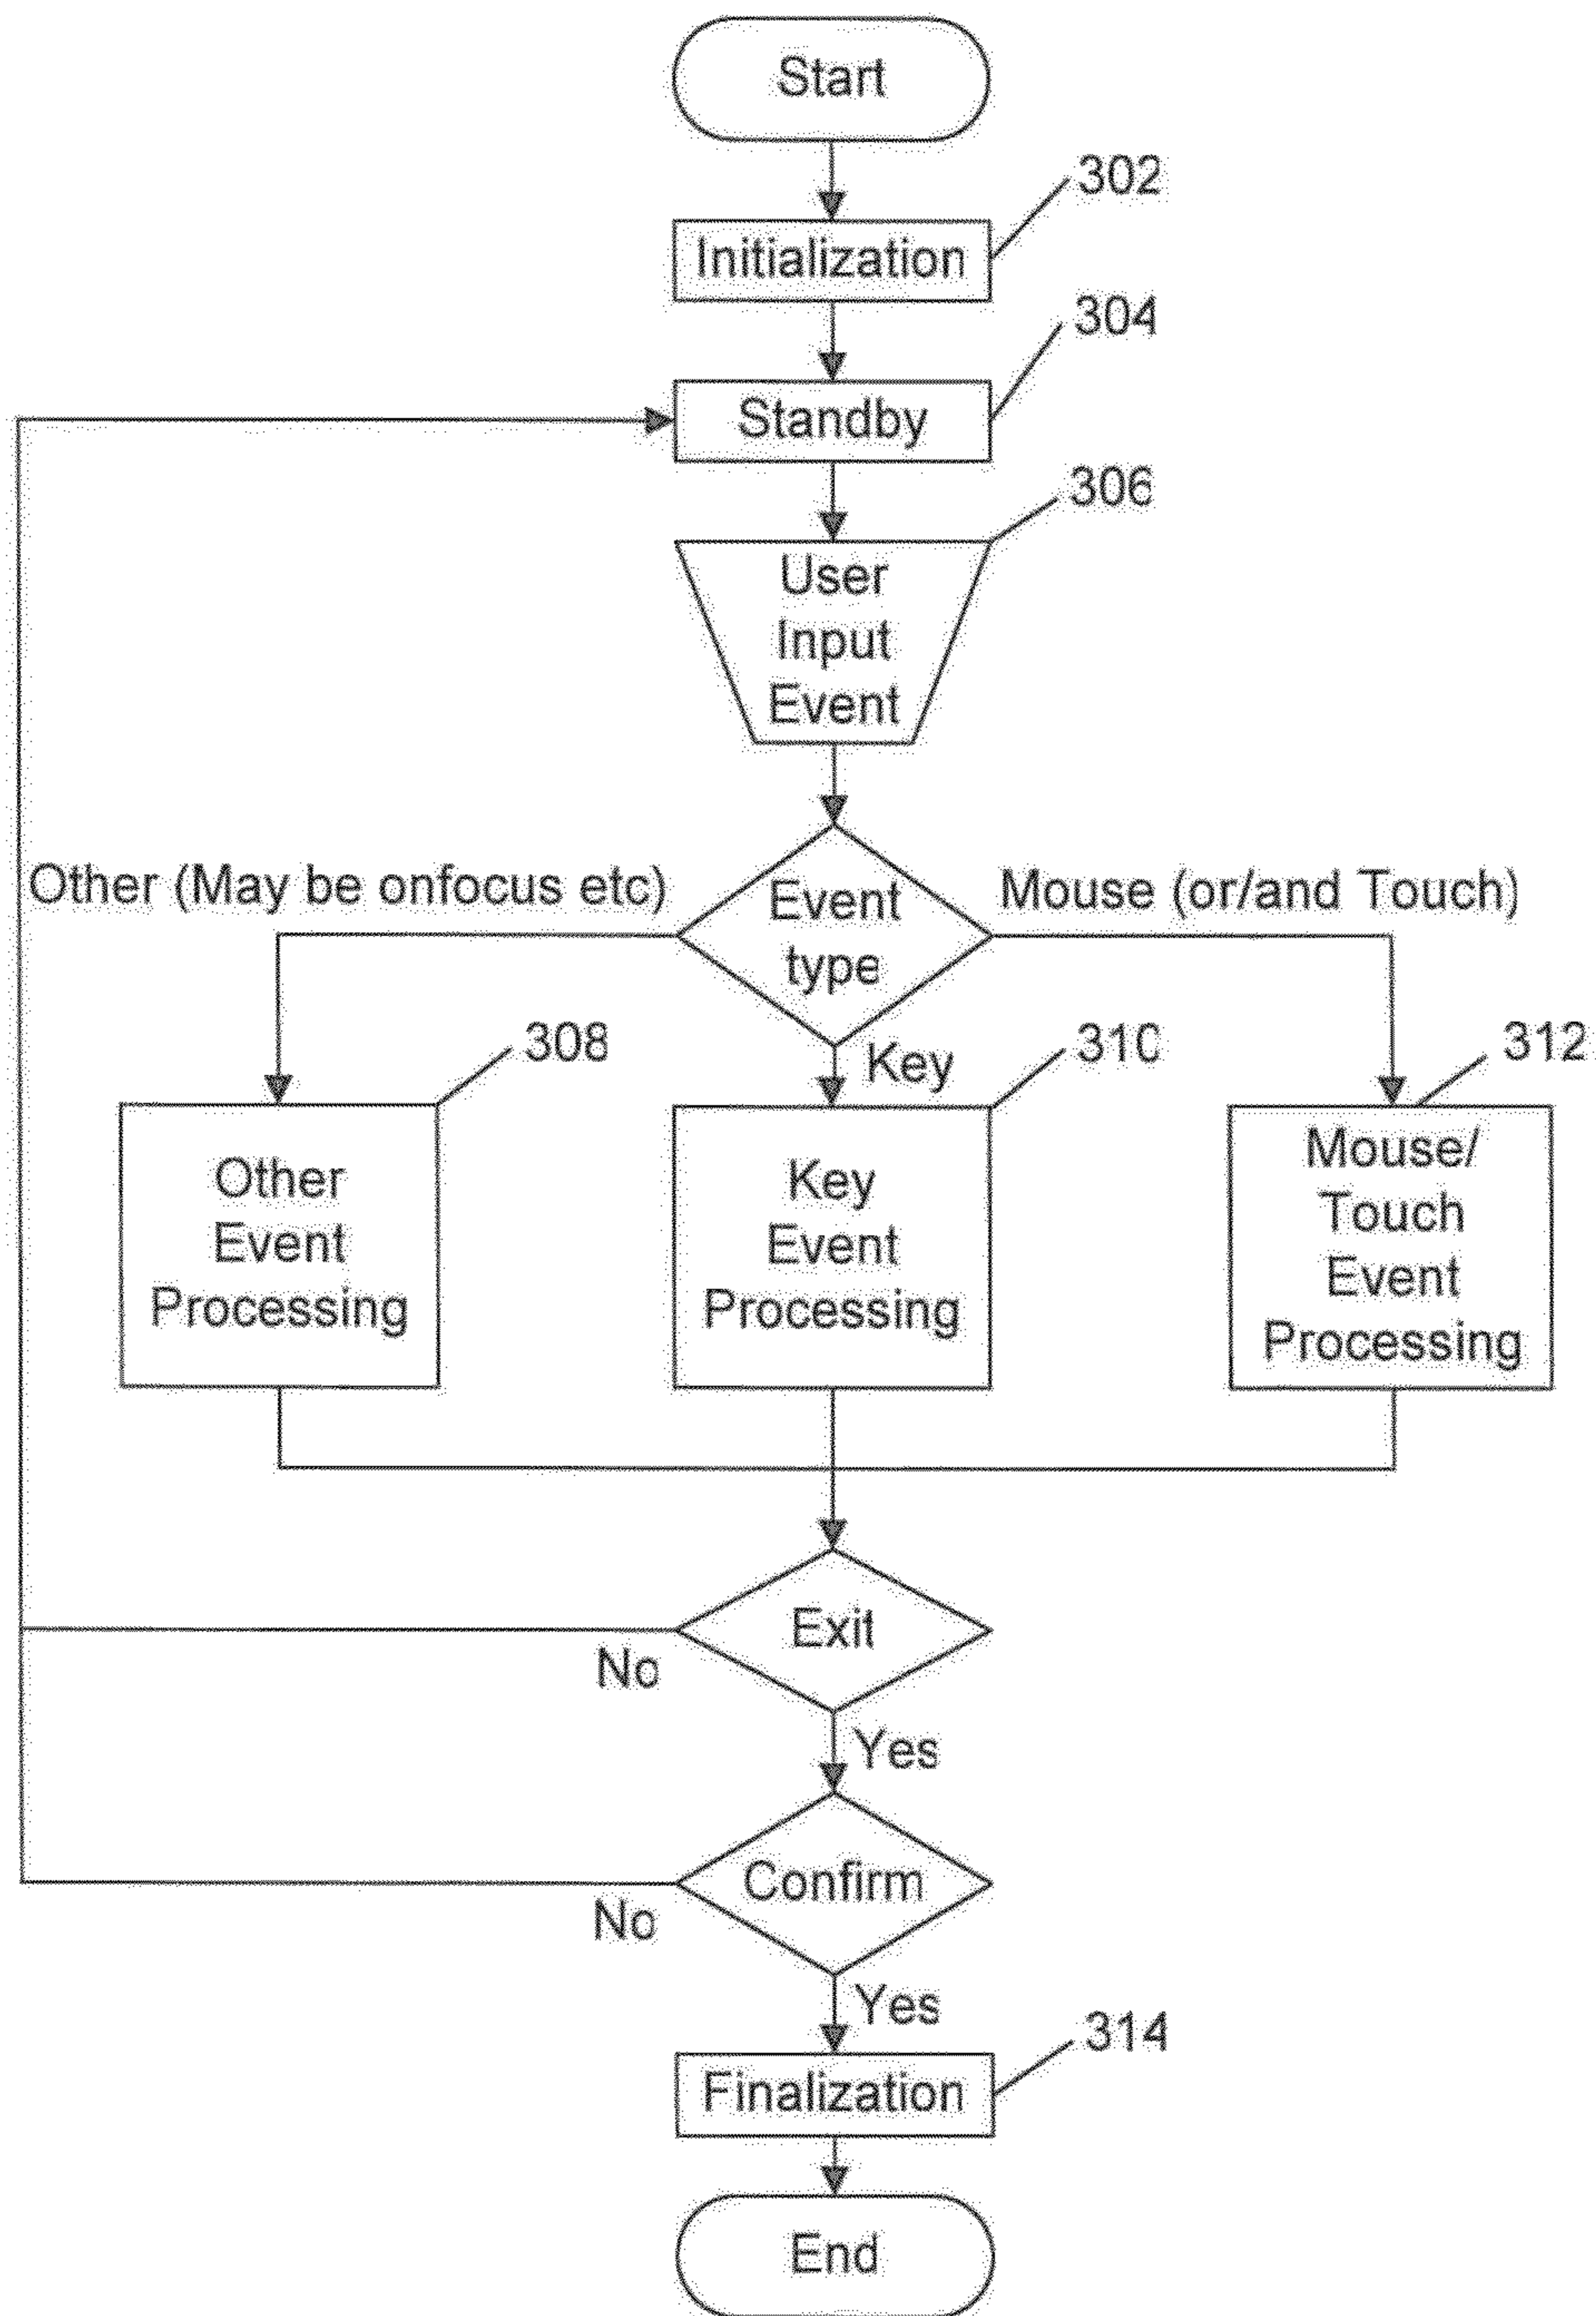 Start
302
Initialization
304
Standby
306
User
Input
Event
Other (May be onfocus etc)
Event
type
Mouse (or/and Touch)
Key
308
310
312
Other
Event
Processing
Key
Event
Processing
Mouse/
Touch
Event
Processing
Exit
No
Yes
Confirm
No
Yes
314
Finalization
End